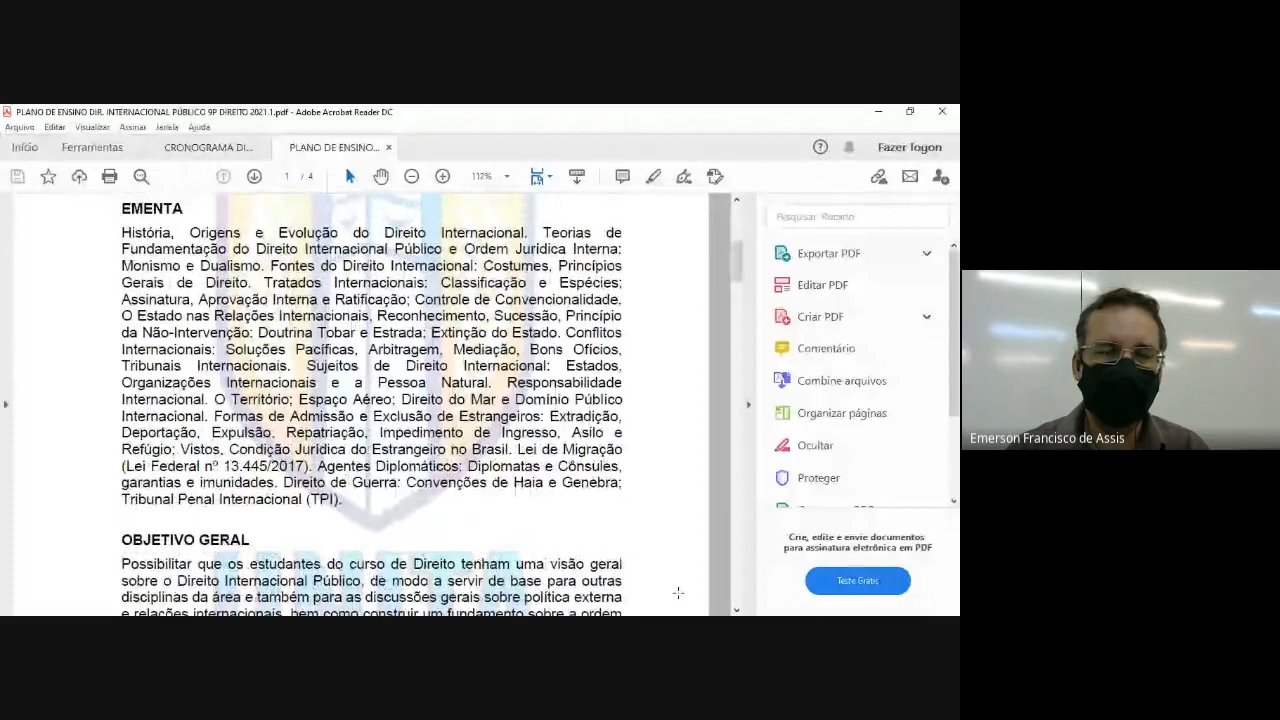 PLANO DE ENSINO DIR. INTERNACIONAL PÚBLICO 9P DIREITO 2021.1.pdf - Adobe Acrobat Reader DC
Arquivo Editar Visualizar Assinar Janela Ajuda
Início Ferramentas CRONOGRAMA DI... PLANO DE ENSINO... × Fazer logon
1 / 4 112%
EMENTA
História, Origens e Evolução do Direito Internacional. Teorias de
Fundamentação do Direito Internacional Público e Ordem Jurídica Interna:
Monismo e Dualismo. Fontes do Direito Internacional: Costumes, Princípios
Gerais de Direito. Tratados Internacionais: Classificação e Espécies;
Assinatura, Aprovação Interna e Ratificação; Controle de Convencionalidade.
O Estado nas Relações Internacionais, Reconhecimento, Sucessão, Princípio
da Não-Intervenção; Doutrina Tobar e Estrada; Extinção do Estado. Conflitos
Internacionais: Soluções Pacíficas, Arbitragem, Mediação, Bons Ofícios,
Tribunais Internacionais. Sujeitos de Direito Internacional: Estados,
Organizações Internacionais e a Pessoa Natural. Responsabilidade
Internacional. O Território; Espaço Aéreo; Direito do Mar e Domínio Público
Internacional. Formas de Admissão e Exclusão de Estrangeiros: Extradição,
Deportação, Expulsão, Repatriação, Impedimento de Ingresso, Asilo e
Refúgio; Vistos, Condição Jurídica do Estrangeiro no Brasil. Lei de Migração
(Lei Federal nº 13.445/2017). Agentes Diplomáticos: Diplomatas e Cônsules,
garantias e imunidades. Direito de Guerra: Convenções de Haia e Genebra;
Tribunal Penal Internacional (TPI).
OBJETIVO GERAL
Possibilitar que os estudantes do curso de Direito tenham uma visão geral
sobre o Direito Internacional Público, de modo a servir de base para outras
disciplinas da área e também para as discussões gerais sobre política externa
e relações internacionais, bem como construir um fundamento sobre a ordem
Pesquisar
Exportar PDF
Editar PDF
Criar PDF
Comentário
Combine arquivos
Organizar páginas
Ocultar
Proteger
Crie, edite e envie documentos
para assinatura eletrônica em PDF
Teste Grátis
Emerson Francisco de Assis